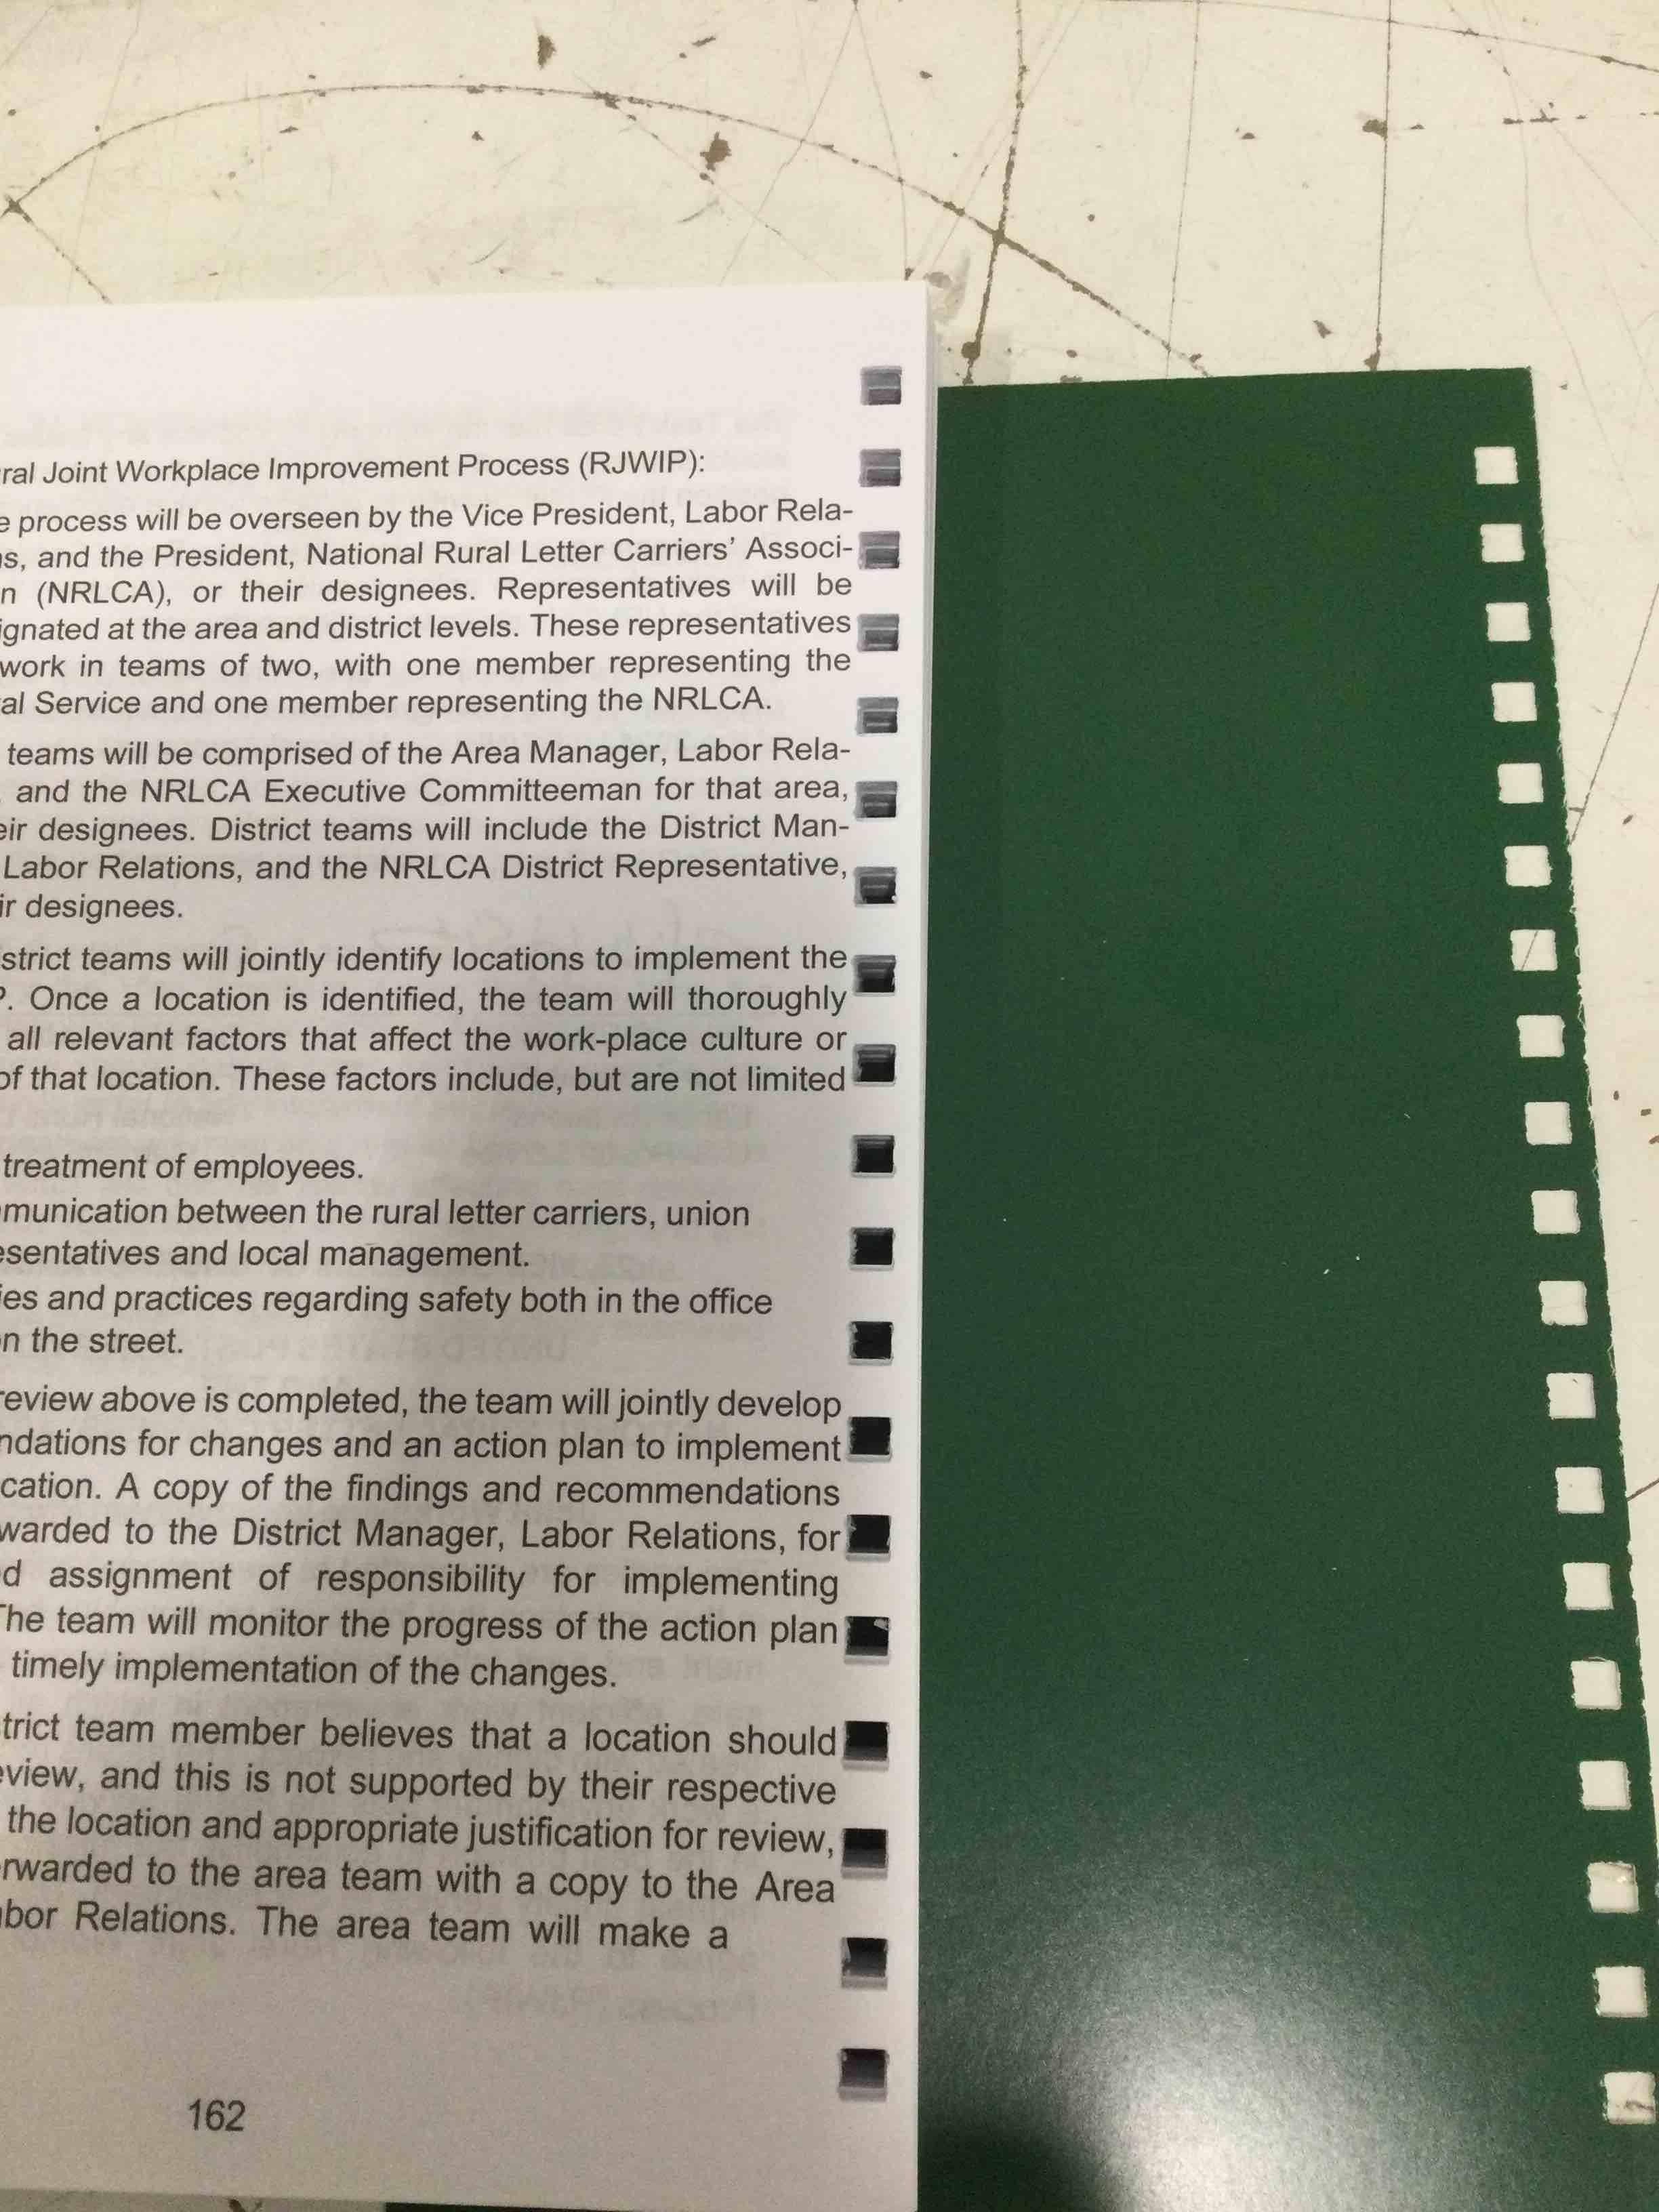 ral Joint Workplace Improvement Process (RJWIP):
e process will be overseen by the Vice President, Labor Rela-
s, and the President, National Rural Letter Carriers' Associ-
n (NRLCA), or their designees. Representatives will be
ignated at the area and district levels. These representatives
work in teams of two, with one member representing the
al Service and one member representing the NRLCA.
teams will be comprised of the Area Manager, Labor Rela-
, and the NRLCA Executive Committeeman for that area,
eir designees. District teams will include the District Man-
Labor Relations, and the NRLCA District Representative,
ir designees.
strict teams will jointly identify locations to implement the
P. Once a location is identified, the team will thoroughly
all relevant factors that affect the work-place culture or
of that location. These factors include, but are not limited
treatment of employees.
munication between the rural letter carriers, union
esentatives and local management.
ies and practices regarding safety both in the office
n the street.
review above is completed, the team will jointly develop
ndations for changes and an action plan to implement
cation. A copy of the findings and recommendations
warded to the District Manager, Labor Relations, for
d assignment of responsibility for implementing
The team will monitor the progress of the action plan
timely implementation of the changes.
trict team member believes that a location should
eview, and this is not supported by their respective
the location and appropriate justification for review,
rwarded to the area team with a copy to the Area
abor Relations. The area team will make a
162